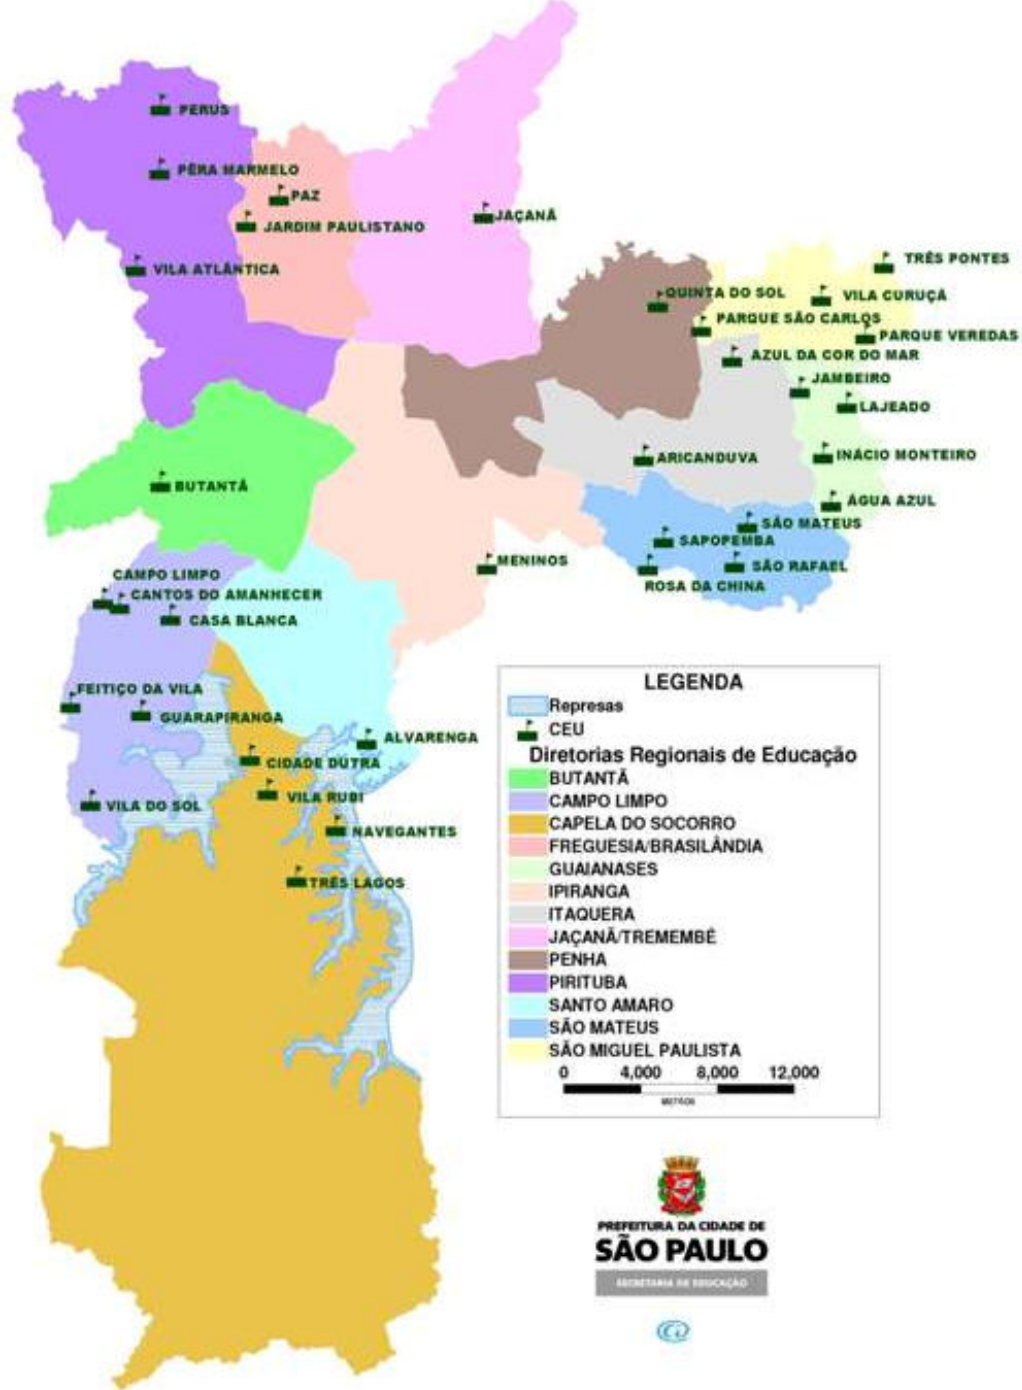 PERUS
PÊRA MARMELO
PAZ
JARDIM PAULISTANO
JAÇANÃ
VILA ATLÂNTICA
TRÊS PONTES
QUINTA DO SOL
VILA CURUÇÁ
PARQUE SÃO CARLOS
PARQUE VEREDAS
AZUL DA COR DO MAR
JAMBEIRO
LAJEADO
ARICANDUVA
INÁCIO MONTEIRO
BUTANTÃ
ÁGUA AZUL
SÃO MATEUS
SAPOPEMBA
MENINOS
SÃO RAFAEL
ROSA DA CHINA
CAMPO LIMPO
CANTOS DO AMANHECER
CASA BLANCA
FEITIÇO DA VILA
GUARAPIRANGA
ALVARENGA
CIDADE DUTRA
VILA RUBI
VILA DO SOL
NAVEGANTES
TRÊS LAGOS
LEGENDA
Represas
CEU
Diretorias Regionais de Educação
BUTANTÃ
CAMPO LIMPO
CAPELA DO SOCORRO
FREGUESIA/BRASILÂNDIA
GUAIANASES
IPIRANGA
ITAQUERA
JAÇANÃ/TREMEMBÉ
PENHA
PIRITUBA
SANTO AMARO
SÃO MATEUS
SÃO MIGUEL PAULISTA
0 4,000 8,000 12,000
METROS
PREFEITURA DA CIDADE DE
SÃO PAULO
SECRETARIA DE EDUCAÇÃO